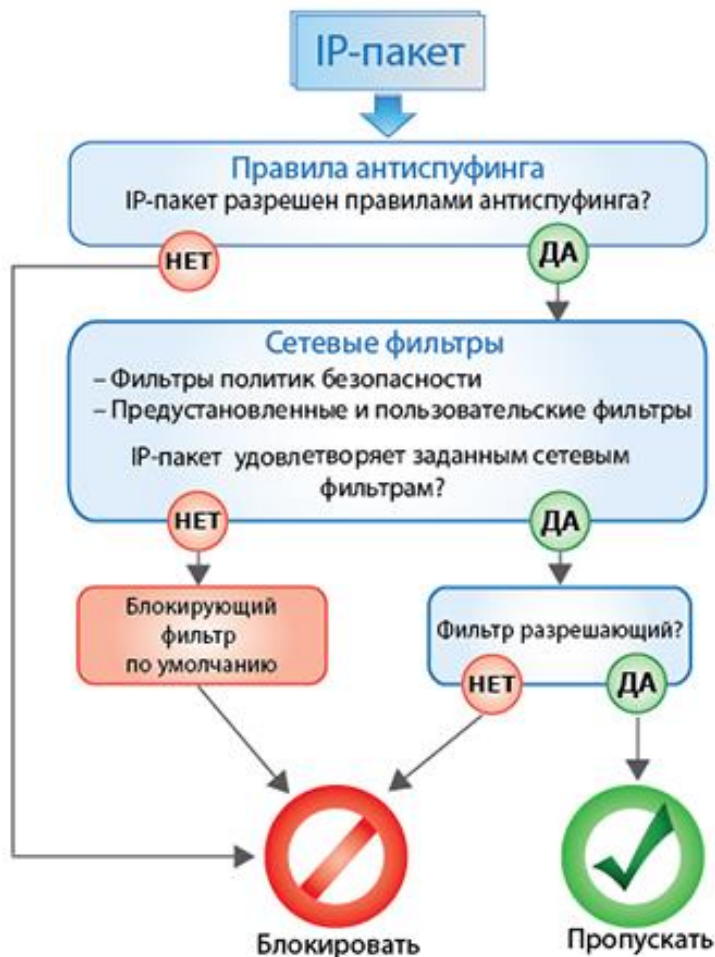 IP-пакет
Правила антиспуфинга
IP-пакет разрешен правилами антиспуфинга?
НЕТ
ДА
Сетевые фильтры
– Фильтры политик безопасности
– Предустановленные и пользовательские фильтры
IP-пакет удовлетворяет заданным сетевым
фильтрам?
НЕТ
ДА
Блокирующий
фильтр
по умолчанию
Фильтр разрешающий?
НЕТ
ДА
Блокировать
Пропускать